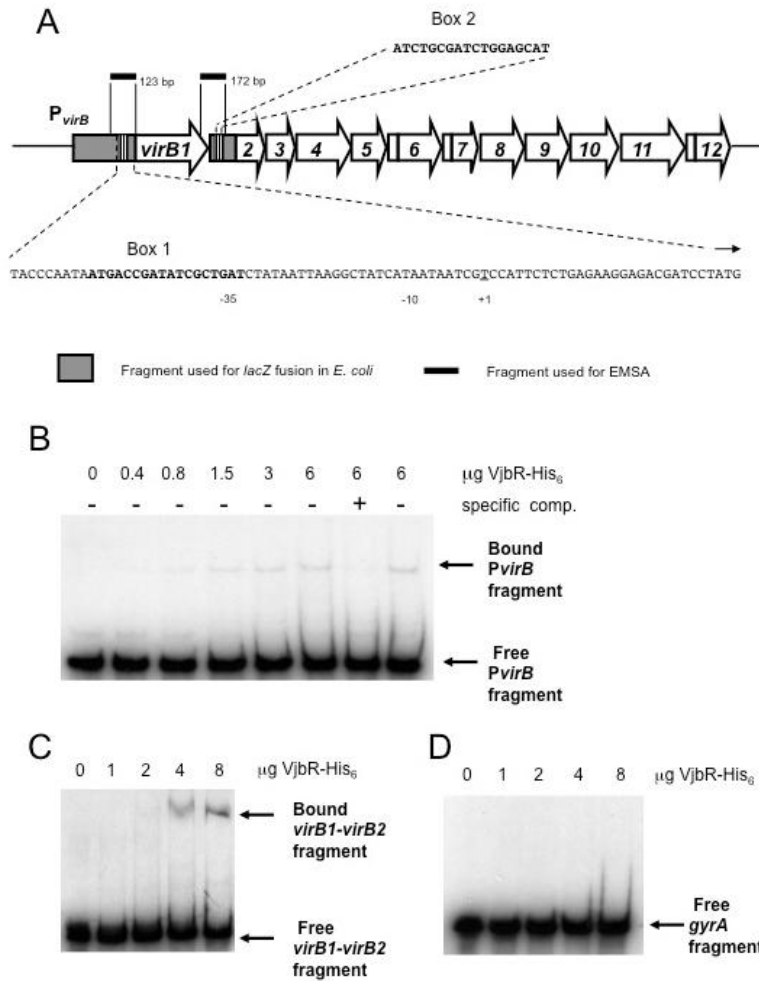 A
Box 2
ATCTGCGATCTGGAGCAT
123 bp
172 bp
PvirB
virB1 2 3 4 5 6 7 8 9 10 11 12
Box 1
TACCCAATAATGACCGATATCGCTGATCTATAATTAAGGCTATCATAATAATCGTCCATTCTCTGAGAAGGAGACGATCCTATG
-35 -10 +1
Fragment used for lacZ fusion in E. coli
Fragment used for EMSA
B
0 0.4 0.8 1.5 3 6 6 6 μg VjbR-His6
- - - - - - + - specific comp.
Bound
PvirB
fragment
Free
PvirB
fragment
C
0 1 2 4 8 μg VjbR-His6
Bound
virB1-virB2
fragment
Free
virB1-virB2
fragment
D
0 1 2 4 8 μg VjbR-His6
Free
gyrA
fragment